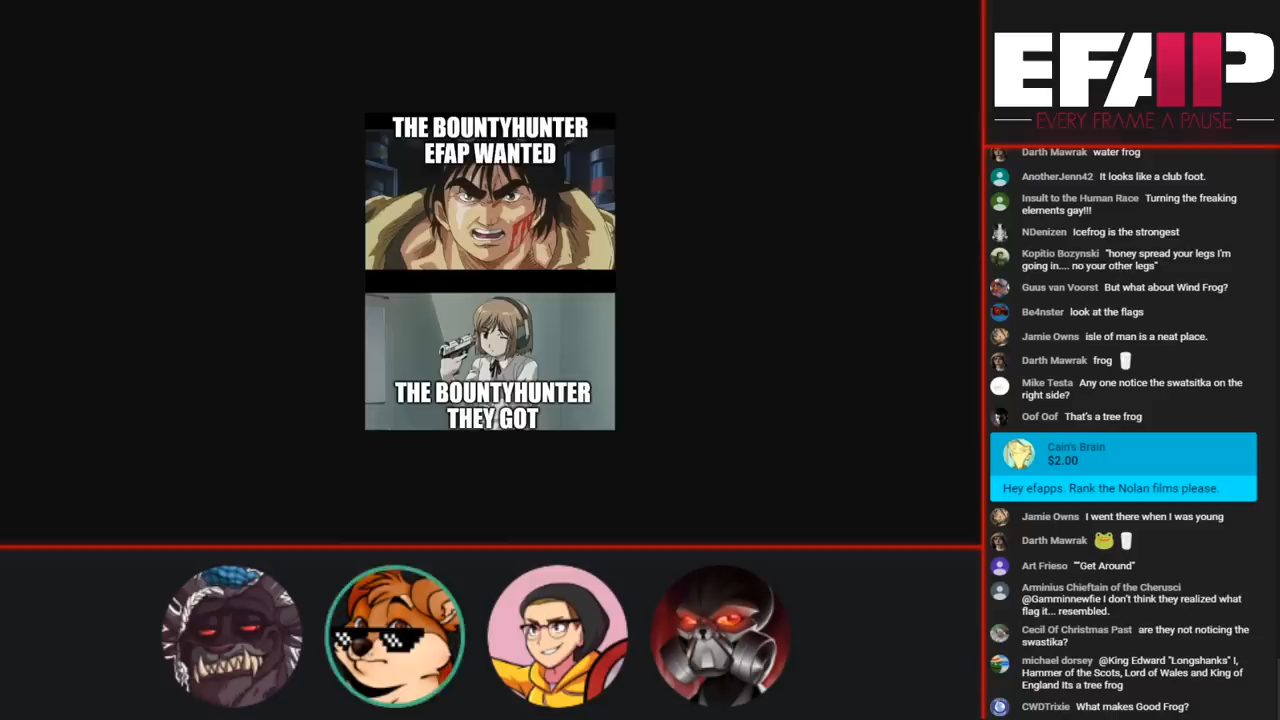 THE BOUNTYHUNTER
EFAP WANTED
THE BOUNTYHUNTER
THEY GOT
EFAP
EVERY FRAME A PAUSE
Darth Mawrak water frog
AnotherJenn42 It looks like a club foot.
Insult to the Human Race Turning the freaking
elements gay!!!
NDenizen Icefrog is the strongest
Kopitio Bozynski "honey spread your legs I'm
going in.... no your other legs"
Guus van Voorst But what about Wind Frog?
Be4nster look at the flags
Jamie Owns isle of man is a neat place.
Darth Mawrak frog
Mike Testa Any one notice the swatsitka on the
right side?
Oof Oof That's a tree frog
Cain's Brain
$2.00
Hey efapps. Rank the Nolan films please.
Jamie Owns I went there when I was young
Darth Mawrak
Art Frieso ""Get Around"
Arminius Chieftain of the Cherusci
@Gamminnewfie I don't think they realized what
flag it... resembled.
Cecil Of Christmas Past are they not noticing the
swastika?
michael dorsey @King Edward "Longshanks" I,
Hammer of the Scots, Lord of Wales and King of
England Its a tree frog
CWDTrixie What makes Good Frog?